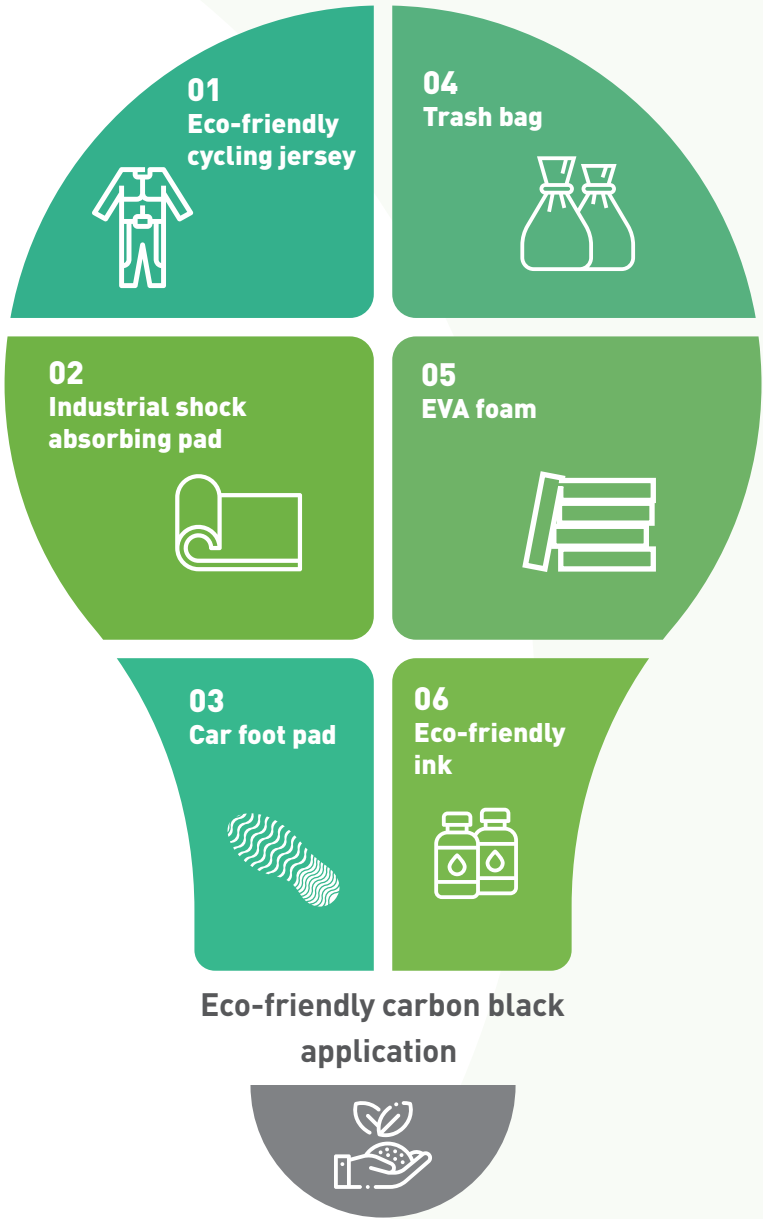 01
Eco-friendly
cycling jersey
02
Industrial shock
absorbing pad
03
Car foot pad
04
Trash bag
05
EVA foam
06
Eco-friendly
ink
Eco-friendly carbon black
application